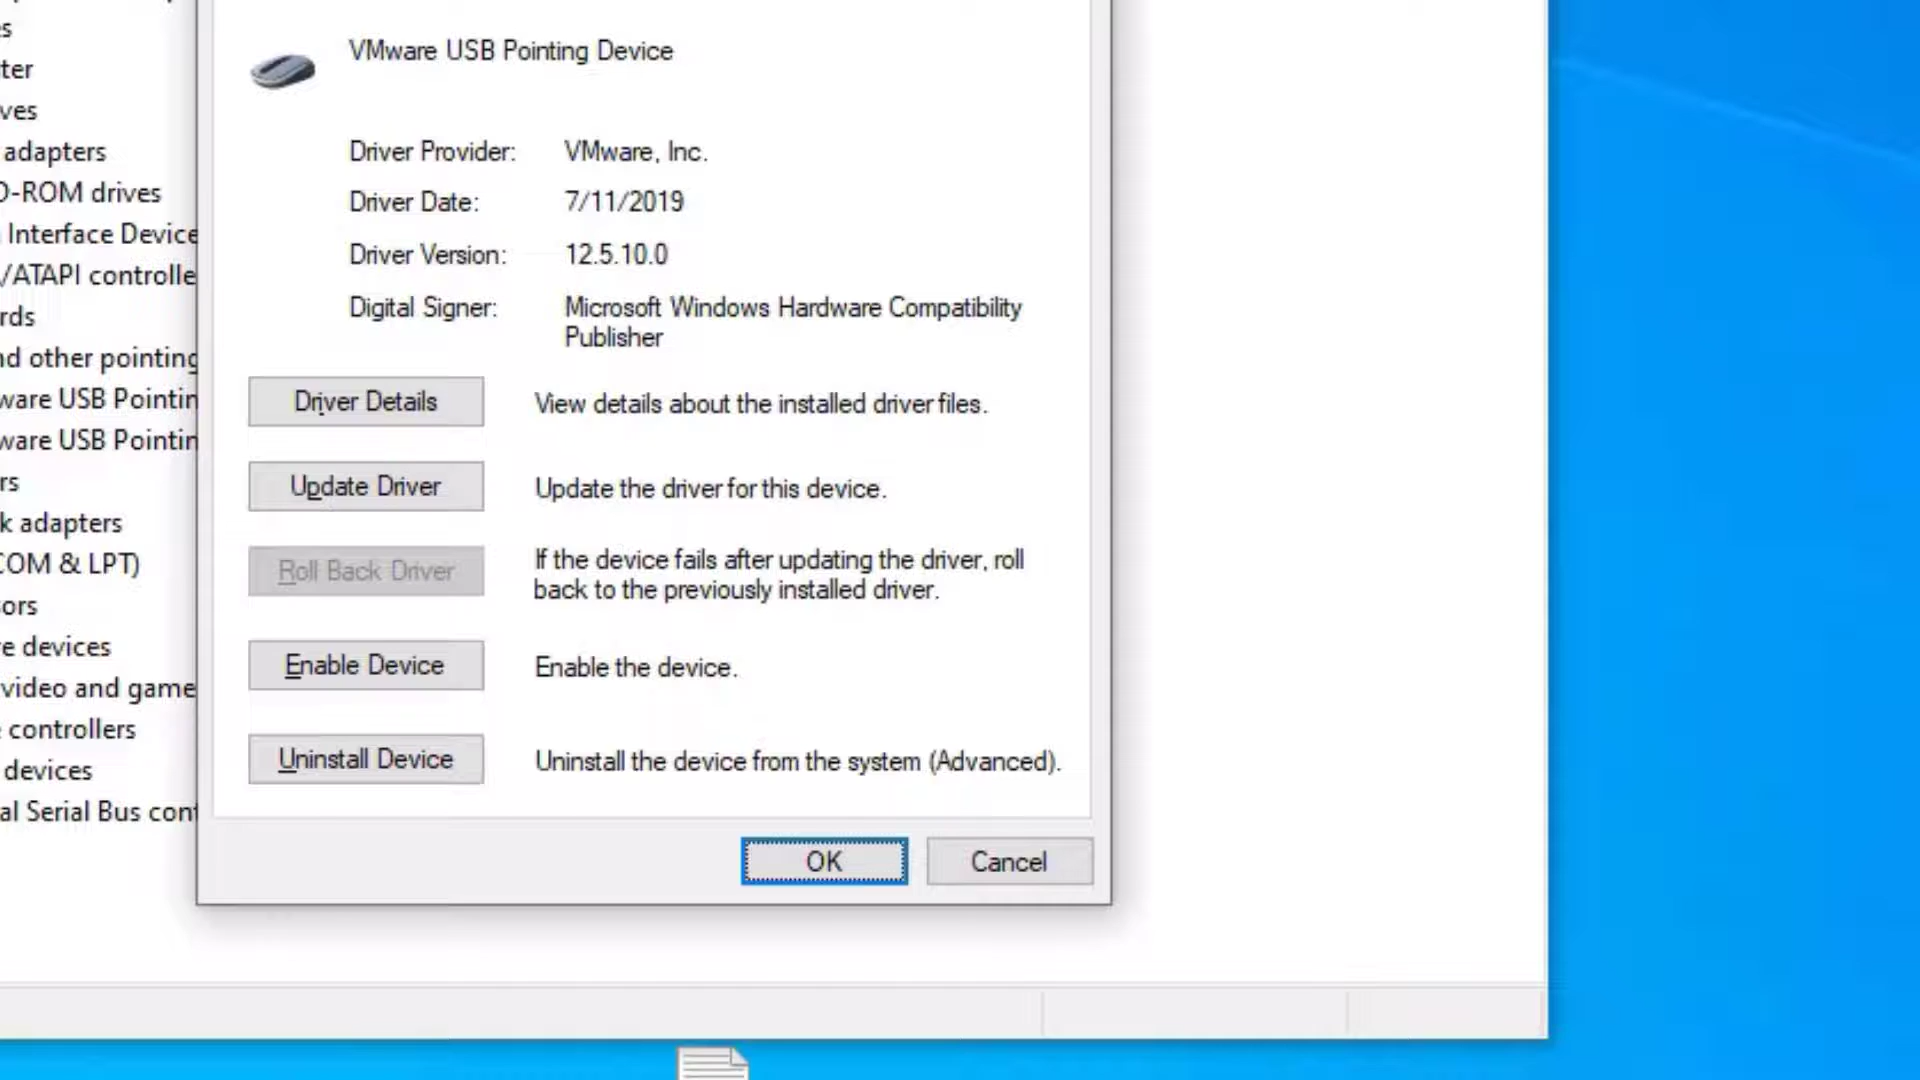 es
ter
ves
adapters
D-ROM drives
Interface Device
/ATAPI controlle
rds
nd other pointing
ware USB Pointin
ware USB Pointin
rs
k adapters
COM & LPT)
ors
e devices
video and game
controllers
devices
al Serial Bus cont
VMware USB Pointing Device
Driver Provider: VMware, Inc.
Driver Date: 7/11/2019
Driver Version: 12.5.10.0
Digital Signer: Microsoft Windows Hardware Compatibility
Publisher
Driver Details View details about the installed driver files.
Update Driver Update the driver for this device.
Roll Back Driver If the device fails after updating the driver, roll
back to the previously installed driver.
Enable Device Enable the device.
Uninstall Device Uninstall the device from the system (Advanced).
OK Cancel